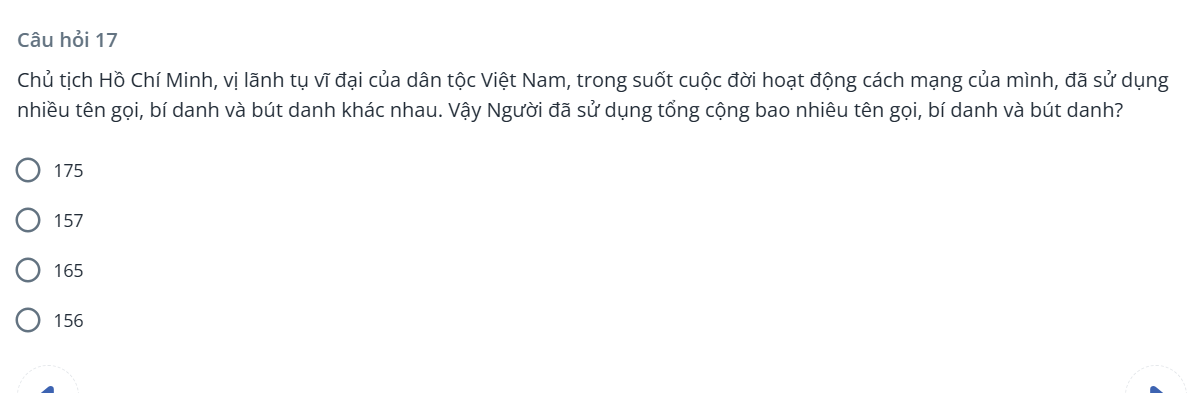 Câu hỏi 17
Chủ tịch Hồ Chí Minh, vị lãnh tụ vĩ đại của dân tộc Việt Nam, trong suốt cuộc đời hoạt động cách mạng của mình, đã sử dụng
nhiều tên gọi, bí danh và bút danh khác nhau. Vậy Người đã sử dụng tổng cộng bao nhiêu tên gọi, bí danh và bút danh?
175
157
165
156